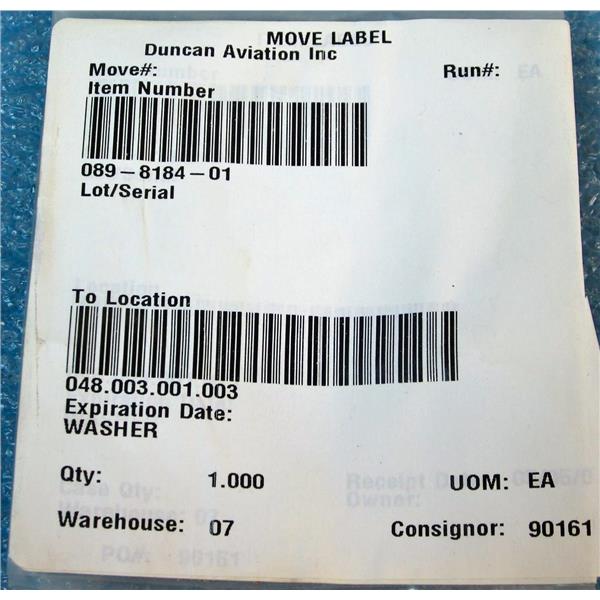 MOVE LABEL
Duncan Aviation Inc
Move#: Run#:
Item Number
089-8184-01
Lot/Serial
To Location
048.003.001.003
Expiration Date:
WASHER
Qty: 1.000 UOM: EA
Warehouse: 07 Consignor: 90161